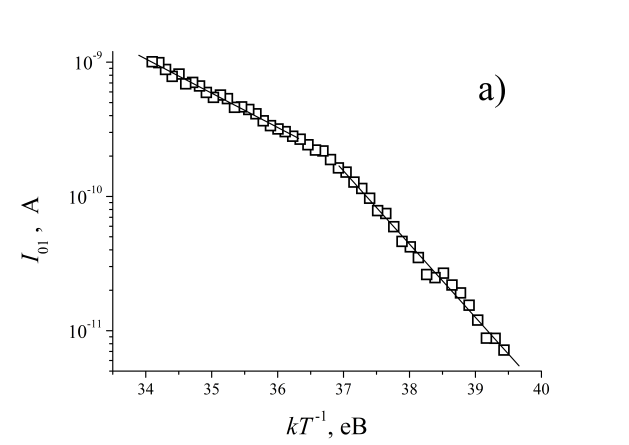 a)
10⁻⁹
10⁻¹⁰
10⁻¹¹
I₀₁ , A
34 35 36 37 38 39 40
kT⁻¹, eB